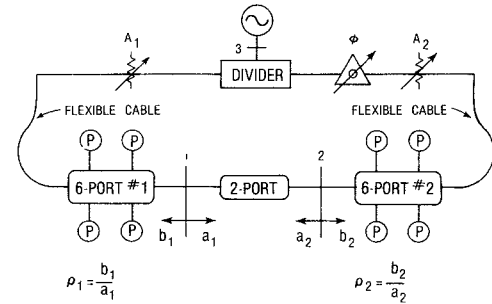 A1
3
DIVIDER
ϕ
A2
FLEXIBLE CABLE
FLEXIBLE CABLE
P P P P
6-PORT #1
1
2-PORT
2
6-PORT #2
P P P P
b1 a1 a2 b2
ρ1 = b1/a1
ρ2 = b2/a2